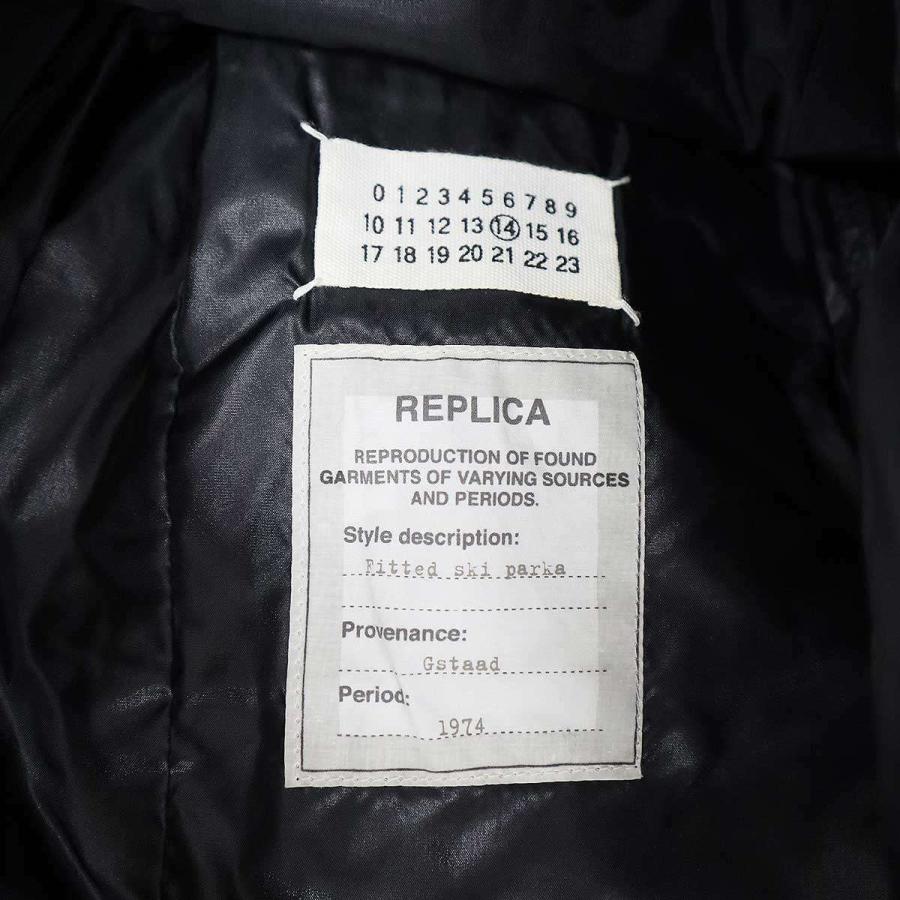 0 1 2 3 4 5 6 7 8 9
10 11 12 13 14 15 16
17 18 19 20 21 22 23
REPLICA
REPRODUCTION OF FOUND
GARMENTS OF VARYING SOURCES
AND PERIODS.
Style description:
Fitted ski parka
Provenance:
Gstaad
Period:
1974